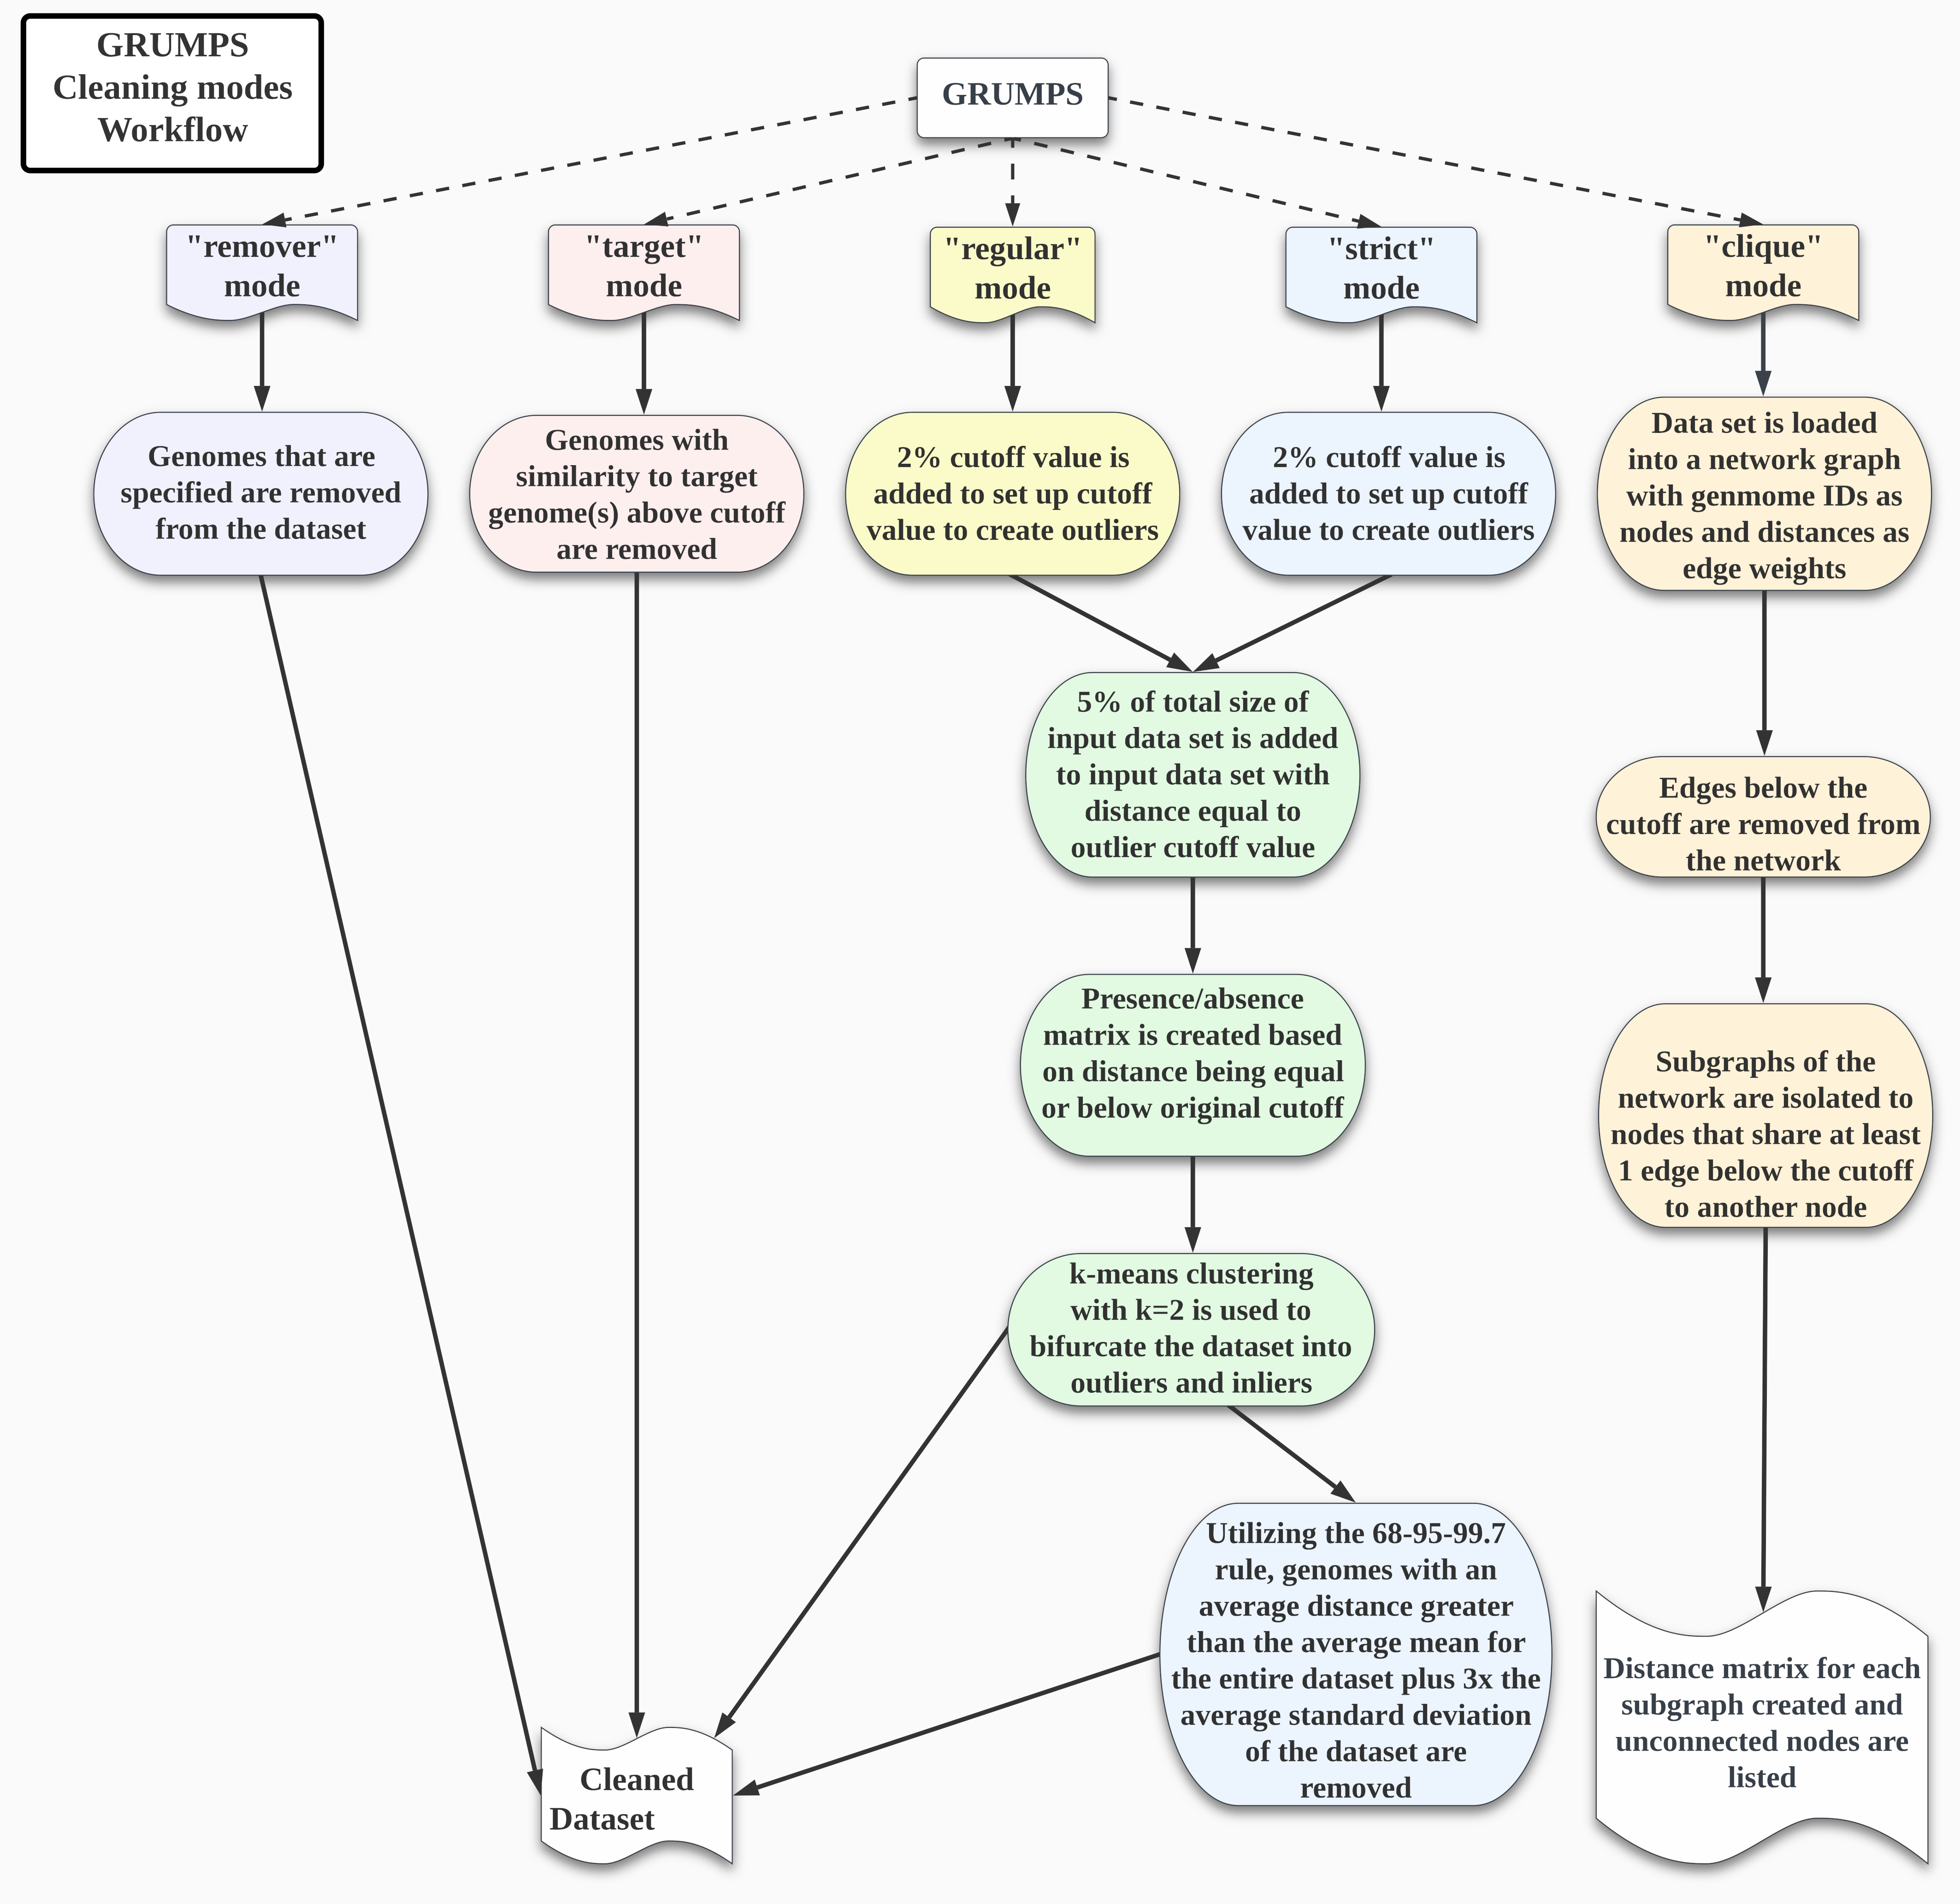 GRUMPS
Cleaning modes
Workflow
GRUMPS
"remover"
mode
"target"
mode
"regular"
mode
"strict"
mode
"clique"
mode
Genomes that are
specified are removed
from the dataset
Genomes with
similarity to target
genome(s) above cutoff
are removed
2% cutoff value is
added to set up cutoff
value to create outliers
2% cutoff value is
added to set up cutoff
value to create outliers
Data set is loaded
into a network graph
with genmome IDs as
nodes and distances as
edge weights
5% of total size of
input data set is added
to input data set with
distance equal to
outlier cutoff value
Edges below the
cutoff are removed from
the network
Presence/absence
matrix is created based
on distance being equal
or below original cutoff
Subgraphs of the
network are isolated to
nodes that share at least
1 edge below the cutoff
to another node
k-means clustering
with k=2 is used to
bifurcate the dataset into
outliers and inliers
Utilizing the 68-95-99.7
rule, genomes with an
average distance greater
than the average mean for
the entire dataset plus 3x the
average standard deviation
of the dataset are
removed
Distance matrix for each
subgraph created and
unconnected nodes are
listed
Cleaned
Dataset